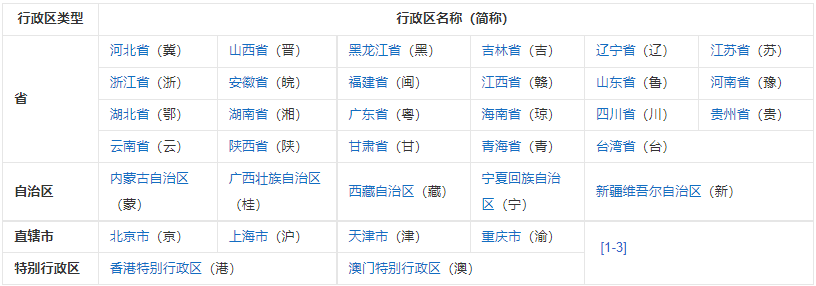 行政区类型 行政区名称（简称）
省
河北省（冀） 山西省（晋） 黑龙江省（黑） 吉林省（吉） 辽宁省（辽） 江苏省（苏）
浙江省（浙） 安徽省（皖） 福建省（闽） 江西省（赣） 山东省（鲁） 河南省（豫）
湖北省（鄂） 湖南省（湘） 广东省（粤） 海南省（琼） 四川省（川） 贵州省（贵）
云南省（云） 陕西省（陕） 甘肃省（甘） 青海省（青） 台湾省（台）
自治区
内蒙古自治区
（蒙）
广西壮族自治区
（桂）
西藏自治区（藏）
宁夏回族自治
区（宁）
新疆维吾尔自治区（新）
直辖市 北京市（京） 上海市（沪） 天津市（津） 重庆市（渝）
[1-3]
特别行政区 香港特别行政区（港） 澳门特别行政区（澳）